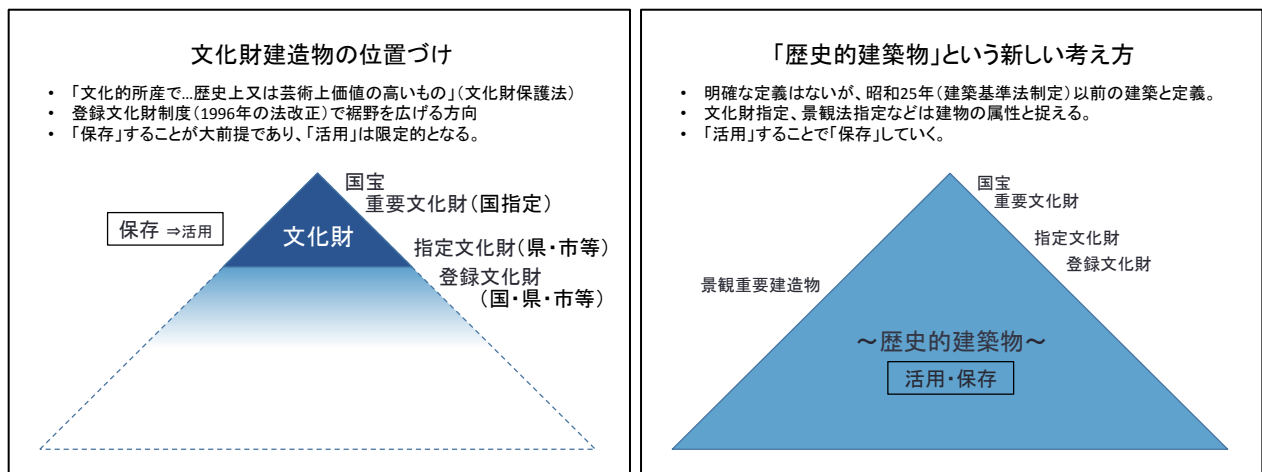 文化財建造物の位置づけ
• 「文化的所産で…歴史上又は芸術上価値の高いもの」（文化財保護法）
• 登録文化財制度（1996年の法改正）で裾野を広げる方向
• 「保存」することが大前提であり、「活用」は限定的となる。
国宝
重要文化財（国指定）
保存 ⇒活用
文化財
指定文化財（県・市等）
登録文化財
（国・県・市等）
「歴史的建築物」という新しい考え方
• 明確な定義はないが、昭和25年（建築基準法制定）以前の建築と定義。
• 文化財指定、景観法指定などは建物の属性と捉える。
• 「活用」することで「保存」していく。
国宝
重要文化財
指定文化財
登録文化財
景観重要建造物
～歴史的建築物～
活用・保存